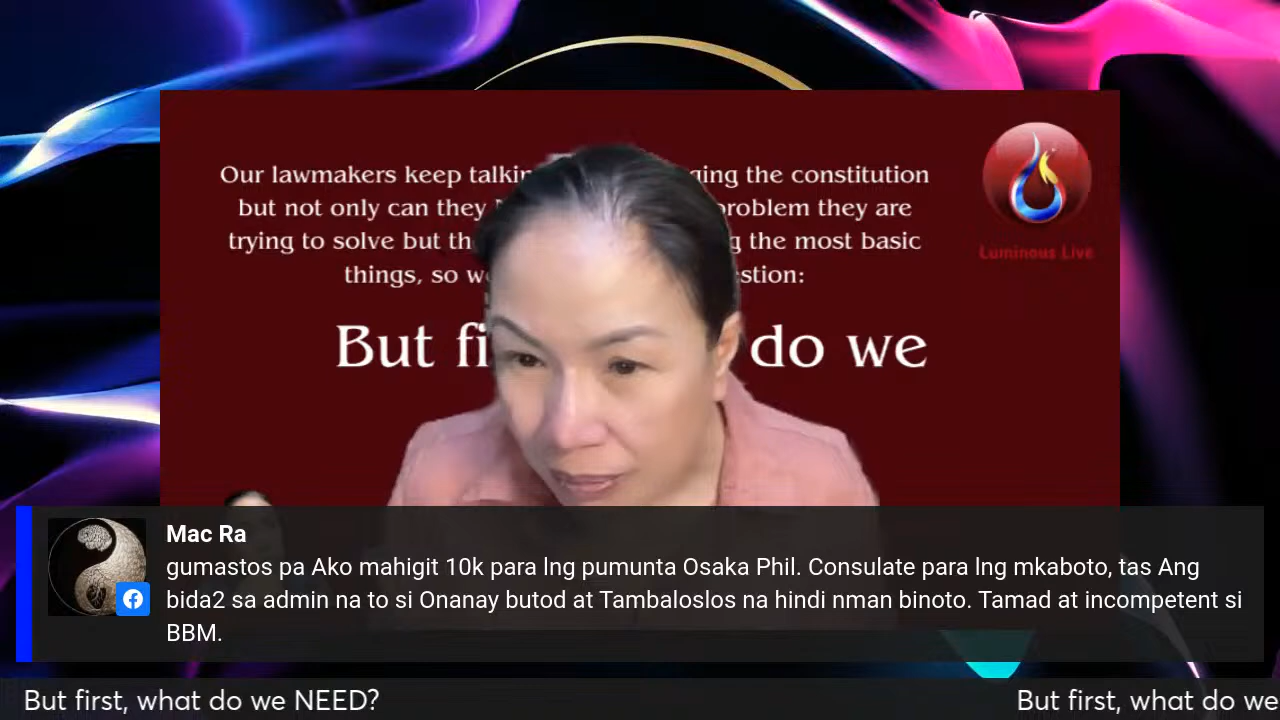 Our lawmakers keep talkin ging the constitution
but not only can they problem they are
trying to solve but th g the most basic
things, so w stion:
But fi do we
Luminous Live
Mac Ra
gumastos pa Ako mahigit 10k para lng pumunta Osaka Phil. Consulate para lng mkaboto, tas Ang
bida2 sa admin na to si Onanay butod at Tambaloslos na hindi nman binoto. Tamad at incompetent si
BBM.
But first, what do we NEED? But first, what do we